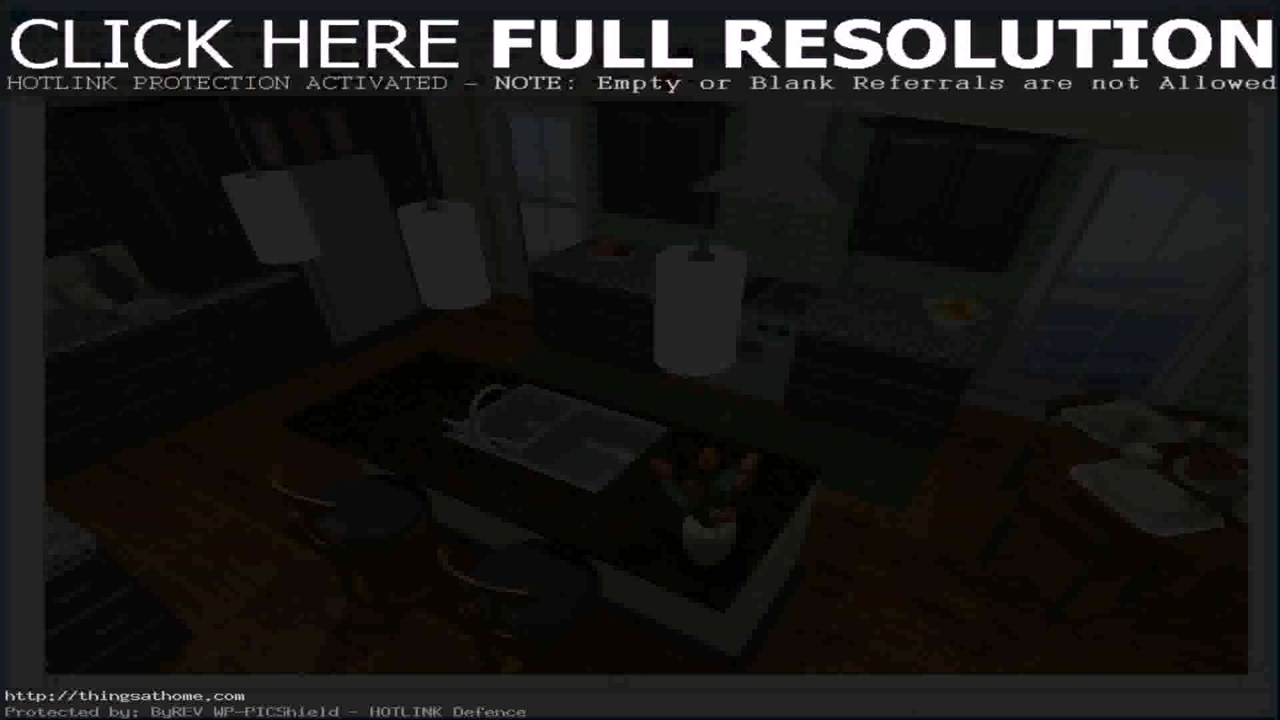 CLICK HERE FULL RESOLUTION
HOTLINK PROTECTION ACTIVATED - NOTE: Empty or Blank Referrals are not Allowed
http://thingsathome.com
Protected by: ByREV WP-PICShield - HOTLINK Defence